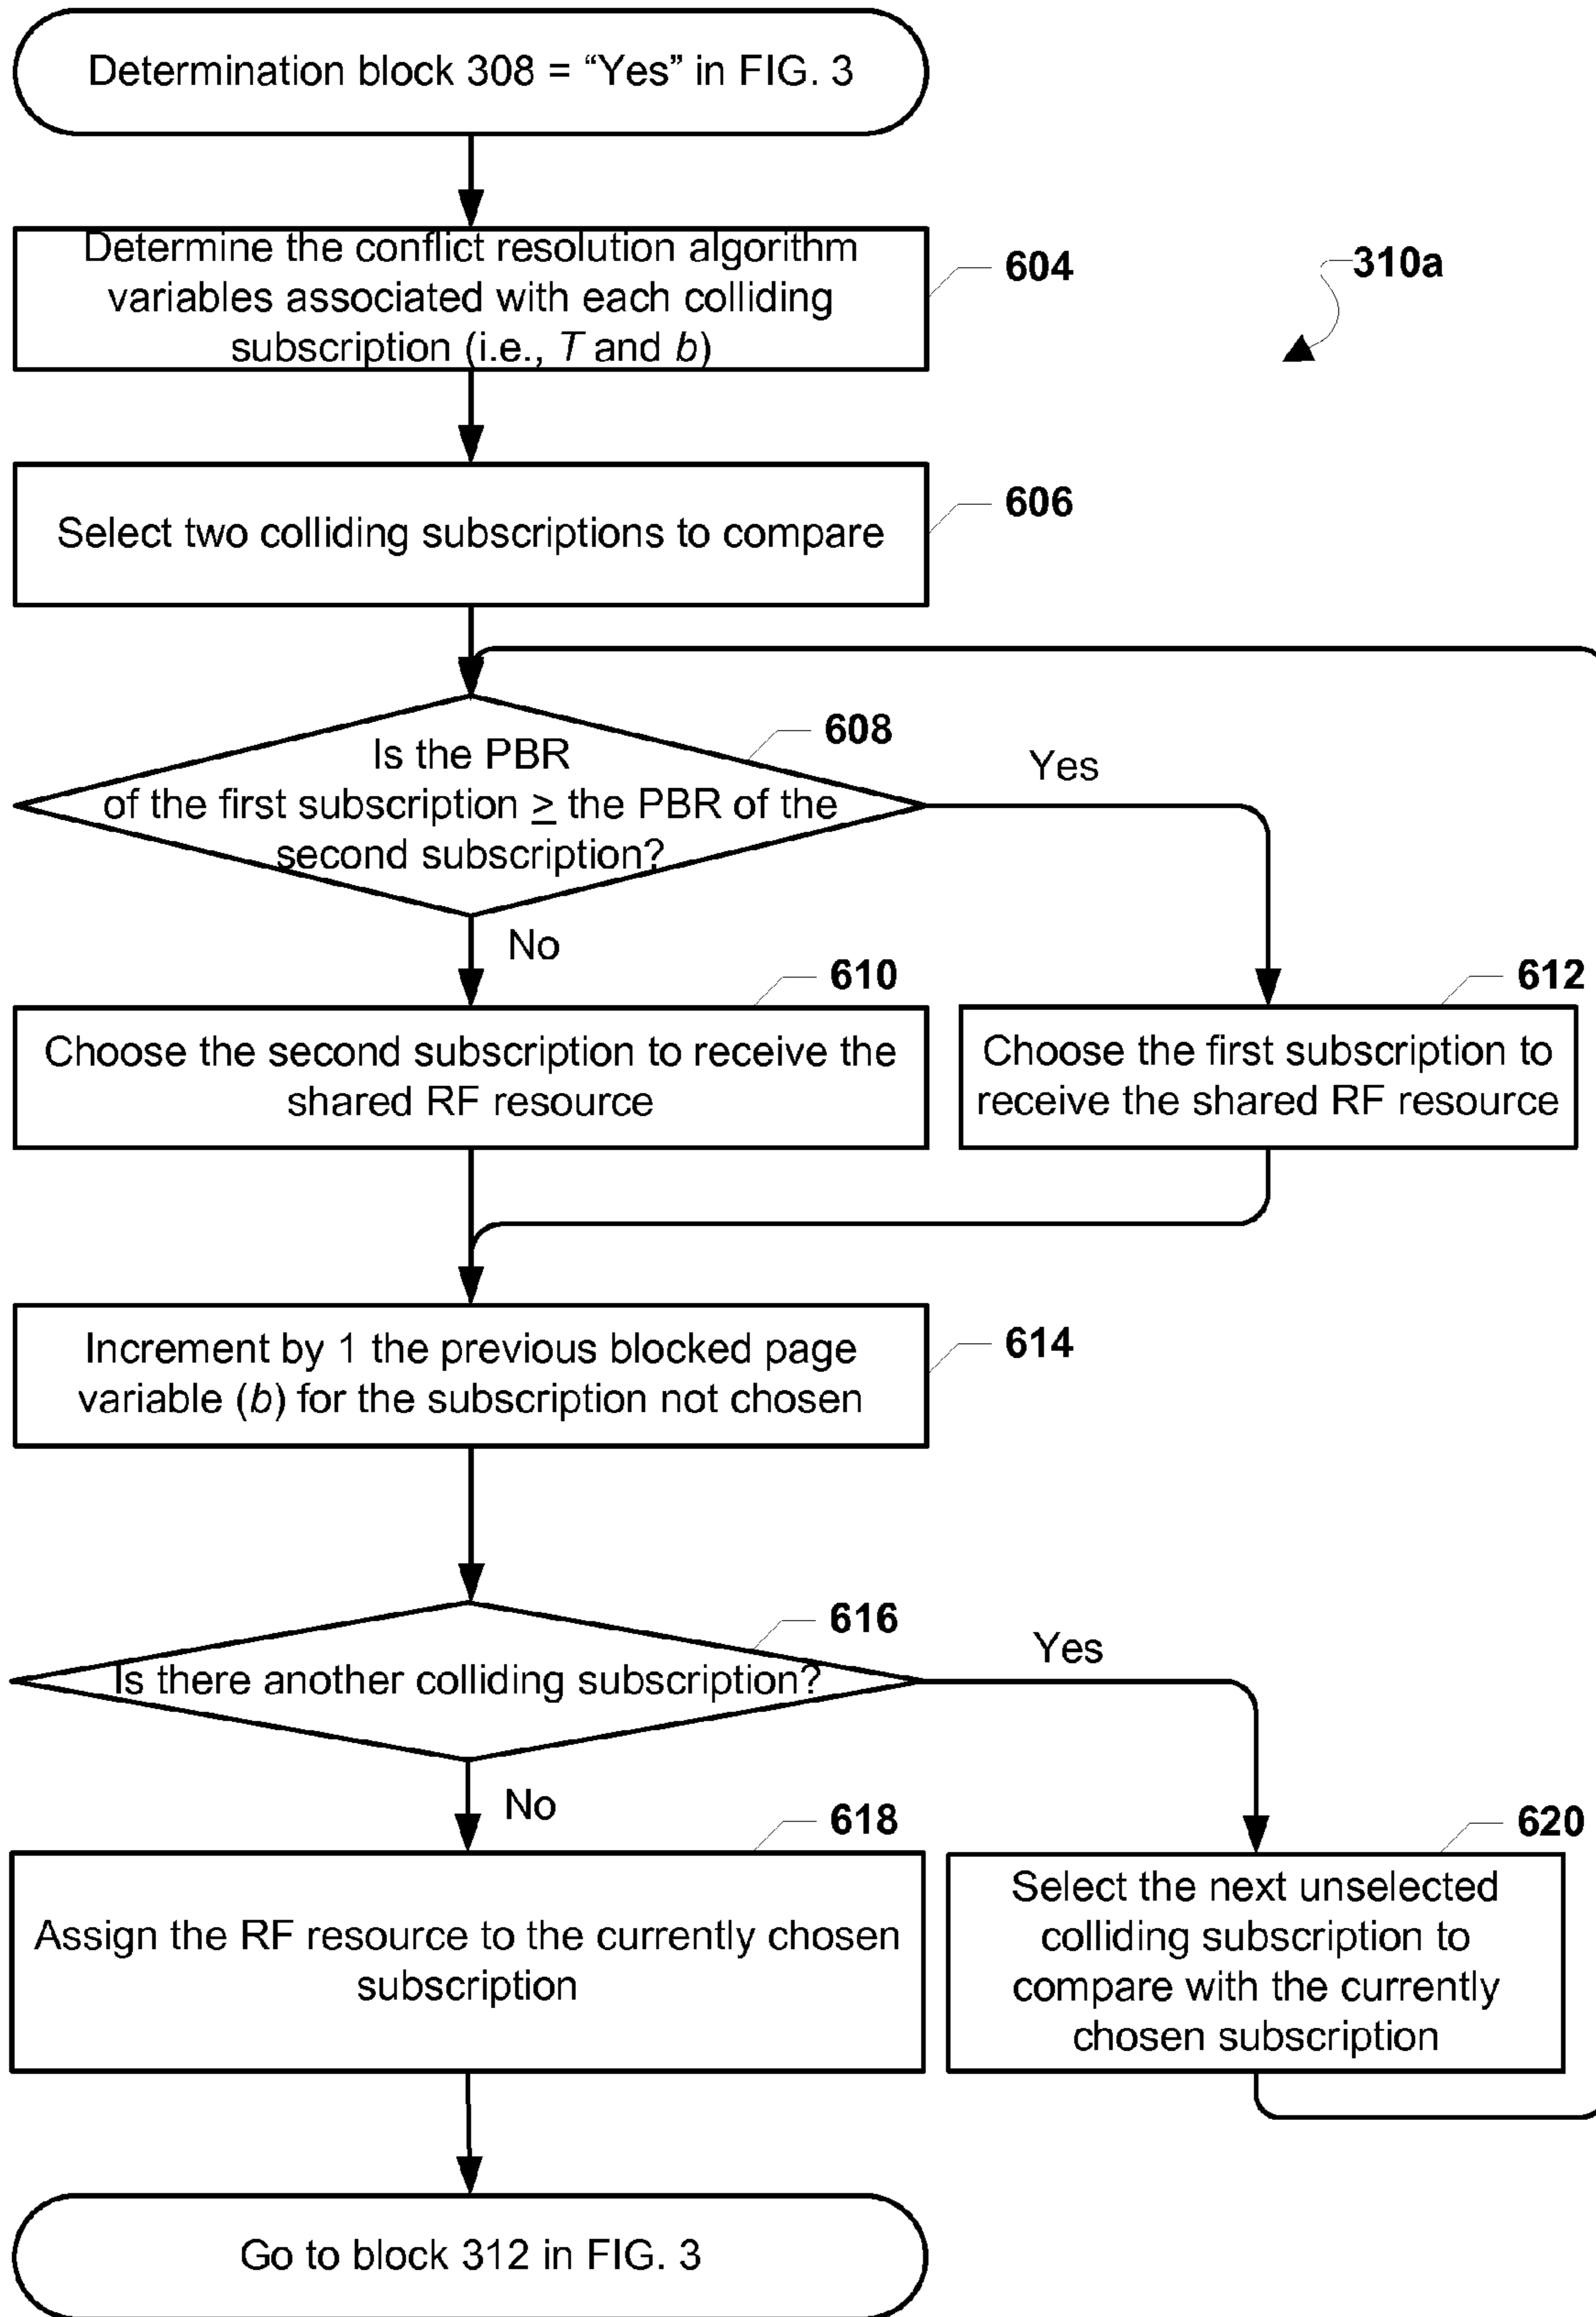 Determination block 308 = “Yes” in FIG. 3
Determine the conflict resolution algorithm
variables associated with each colliding
subscription (i.e., T and b)
604
310a
Select two colliding subscriptions to compare
606
608
Is the PBR
of the first subscription ≥ the PBR of the
second subscription?
Yes
No
610
612
Choose the second subscription to receive the
shared RF resource
Choose the first subscription to
receive the shared RF resource
Increment by 1 the previous blocked page
variable (b) for the subscription not chosen
614
616
Is there another colliding subscription?
Yes
No
618
620
Assign the RF resource to the currently chosen
subscription
Select the next unselected
colliding subscription to
compare with the currently
chosen subscription
Go to block 312 in FIG. 3